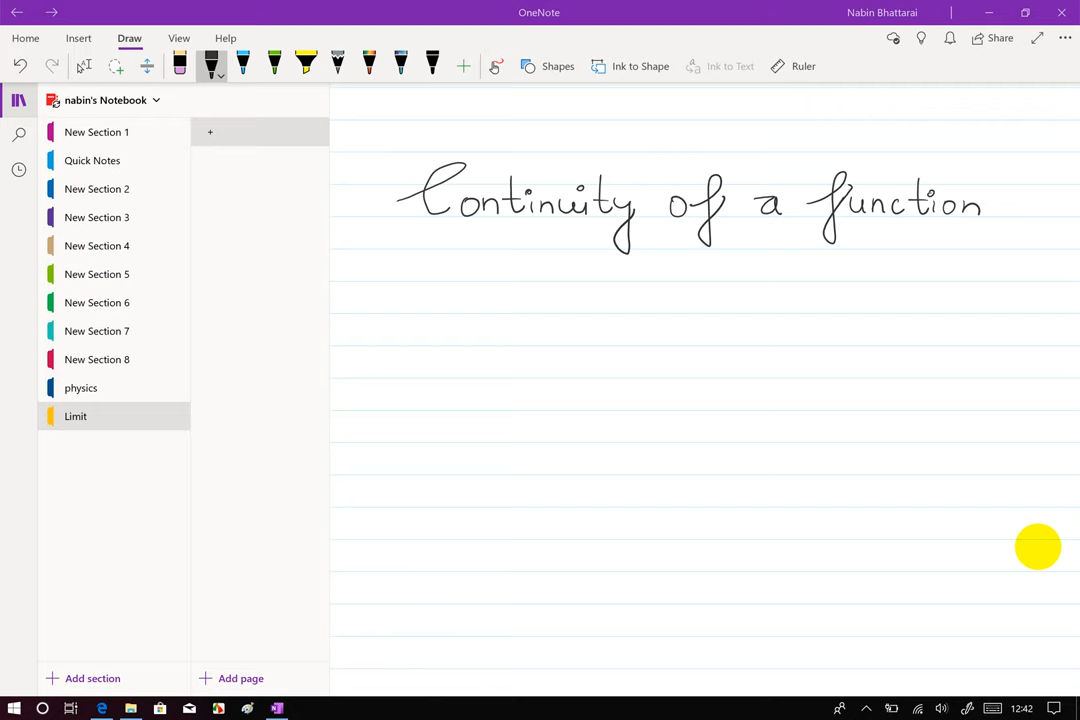 OneNote
Nabin Bhattarai
Home Insert Draw View Help
Share
Shapes Ink to Shape Ink to Text Ruler
nabin's Notebook
New Section 1
+
Quick Notes
New Section 2
New Section 3
New Section 4
New Section 5
New Section 6
New Section 7
New Section 8
physics
Limit
Continuity of a function
Add section
Add page
12:42